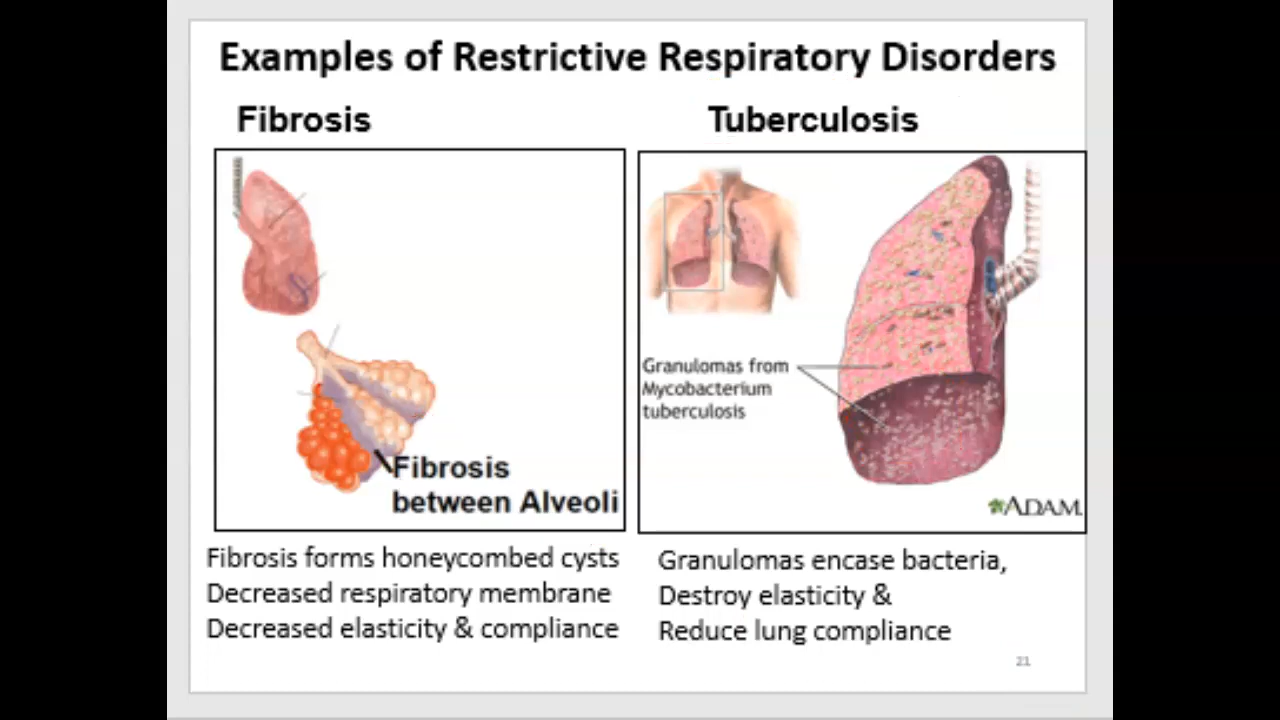 Examples of Restrictive Respiratory Disorders
Fibrosis
Tuberculosis
Fibrosis
between Alveoli
Granulomas from
Mycobacterium
tuberculosis
ADAM.
Fibrosis forms honeycombed cysts
Decreased respiratory membrane
Decreased elasticity & compliance
Granulomas encase bacteria,
Destroy elasticity &
Reduce lung compliance
21